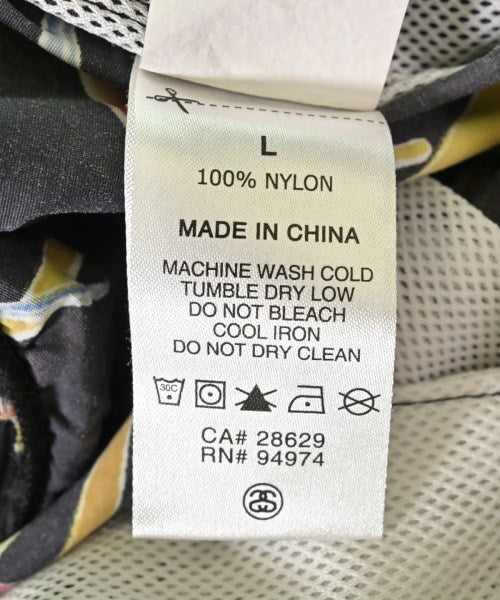 L
100% NYLON
MADE IN CHINA
MACHINE WASH COLD
TUMBLE DRY LOW
DO NOT BLEACH
COOL IRON
DO NOT DRY CLEAN
30C
CA# 28629
RN# 94974